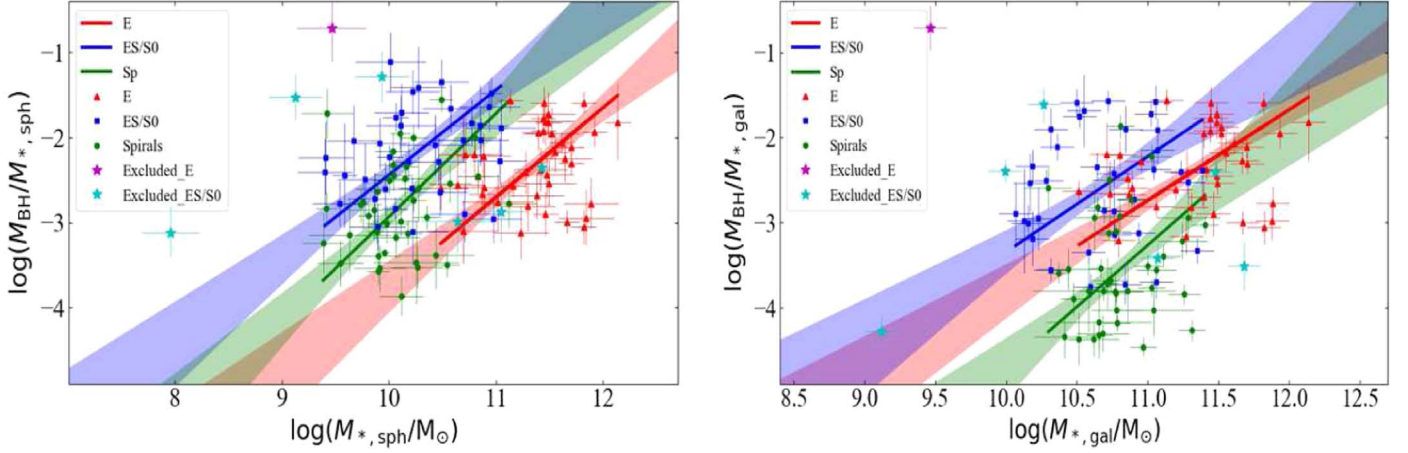 E
ES/S0
Sp
E
ES/S0
Spirals
Excluded_E
Excluded_ES/S0
log(M_BH/M_*,sph)
−1
−2
−3
−4
8 9 10 11 12
log(M_*,sph/M_⊙)
E
ES/S0
Sp
E
ES/S0
Spirals
Excluded_E
Excluded_ES/S0
log(M_BH/M_*,gal)
−1
−2
−3
−4
8.5 9.0 9.5 10.0 10.5 11.0 11.5 12.0 12.5
log(M_*,gal/M_⊙)